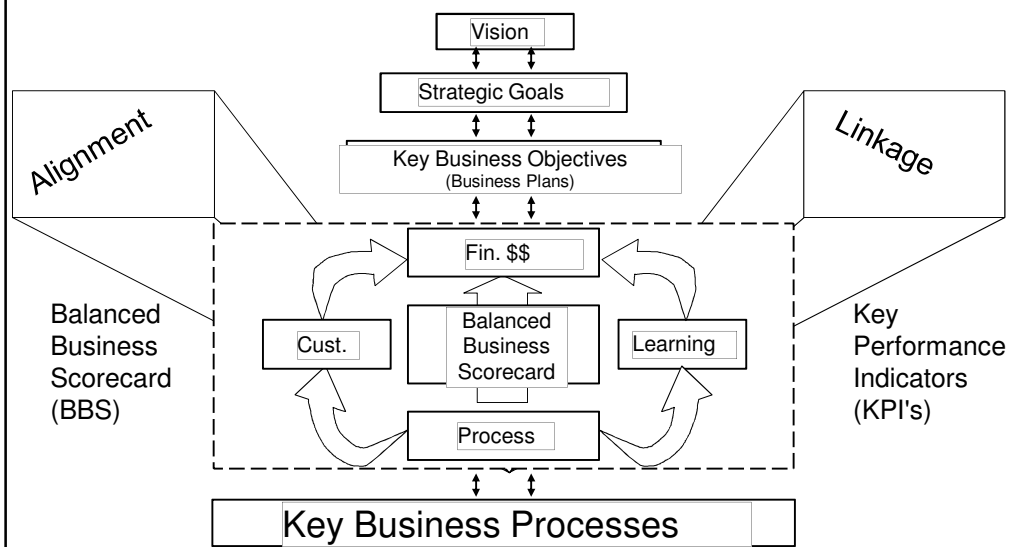 Vision
Strategic Goals
Alignment
Linkage
Key Business Objectives
(Business Plans)
Fin. $$
Balanced
Business
Scorecard
(BBS)
Cust.
Balanced
Business
Scorecard
Learning
Key
Performance
Indicators
(KPI's)
Process
Key Business Processes